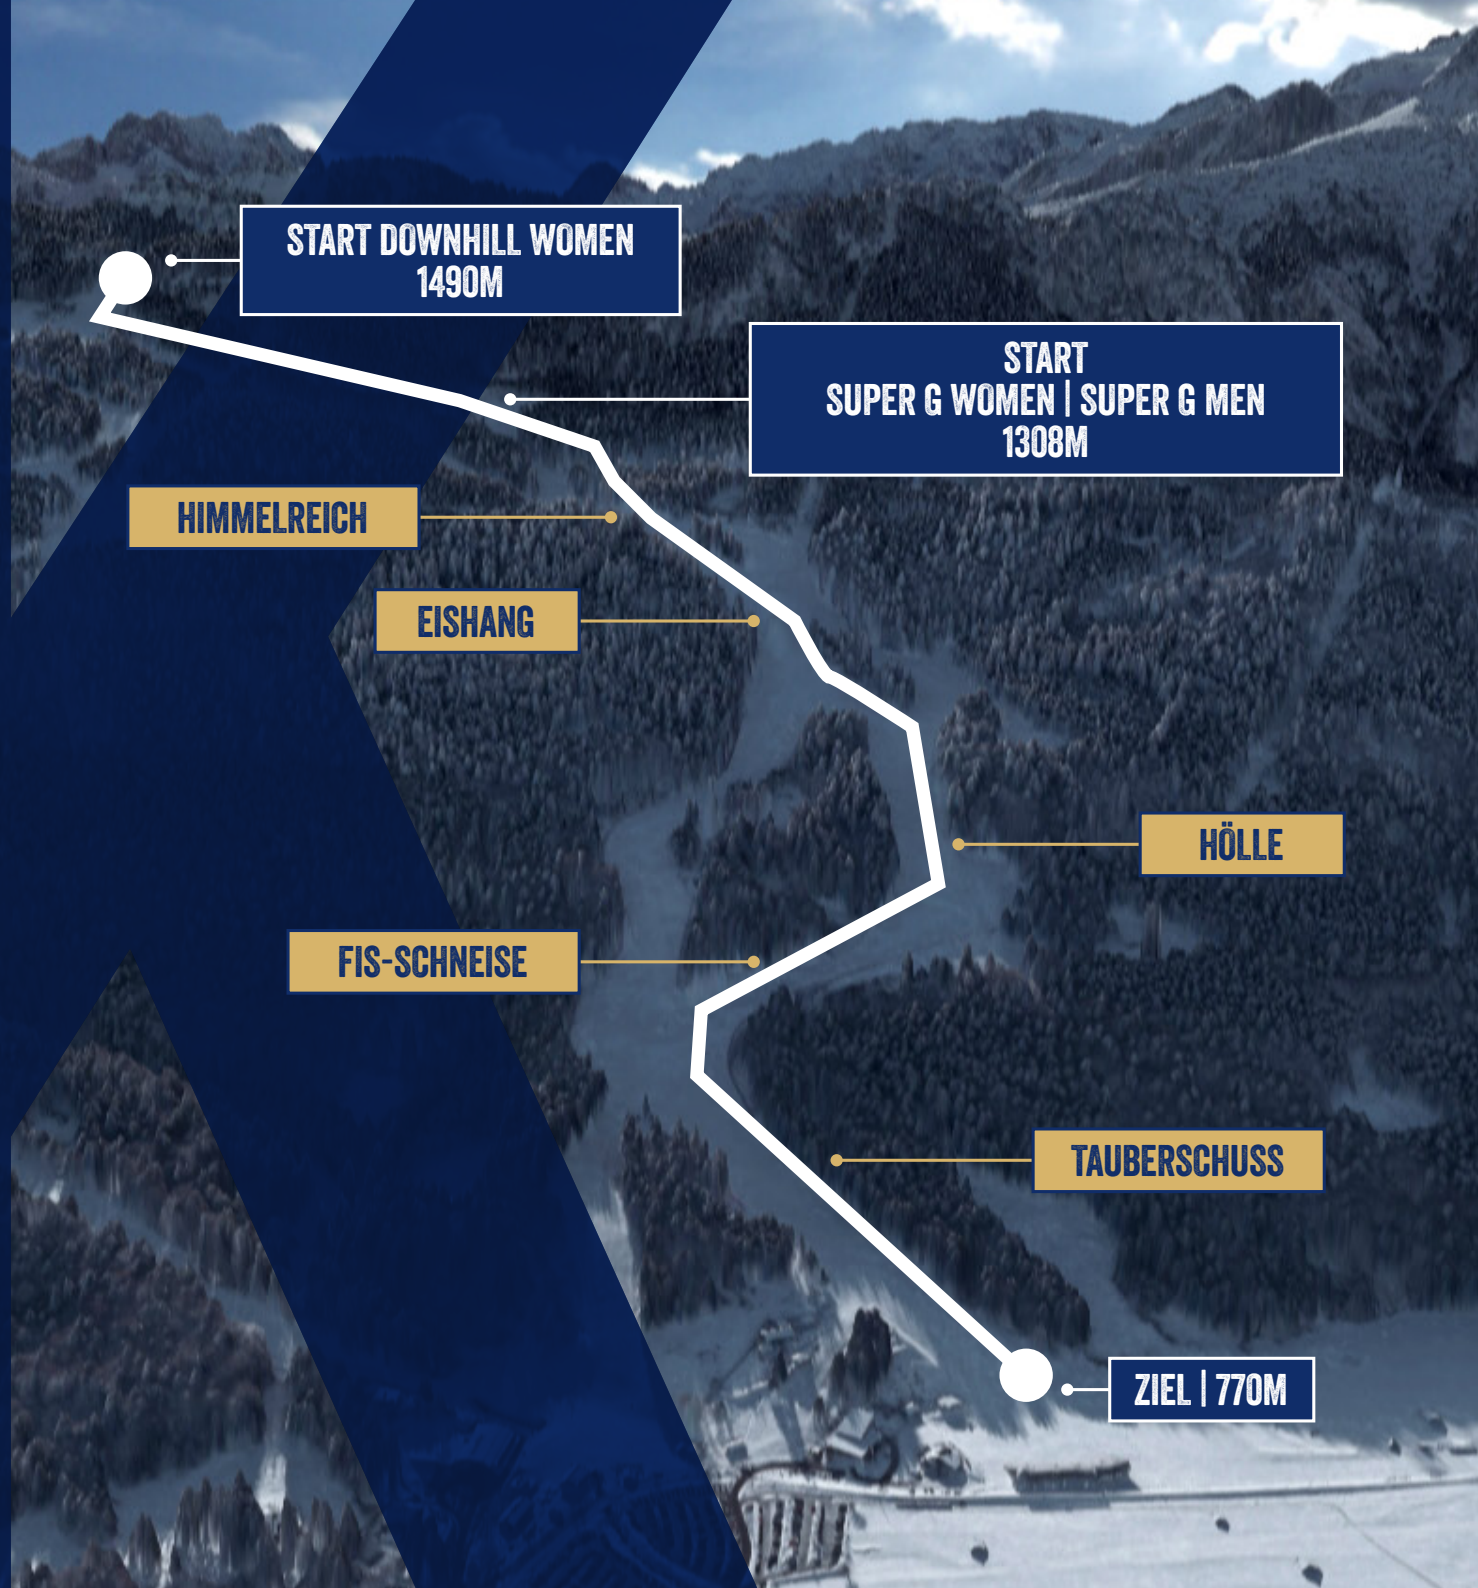 START DOWNHILL WOMEN
1490M
START
SUPER G WOMEN | SUPER G MEN
1308M
HIMMELREICH
EISHANG
HÖLLE
FIS-SCHNEISE
TAUBERSCHUSS
ZIEL | 770M